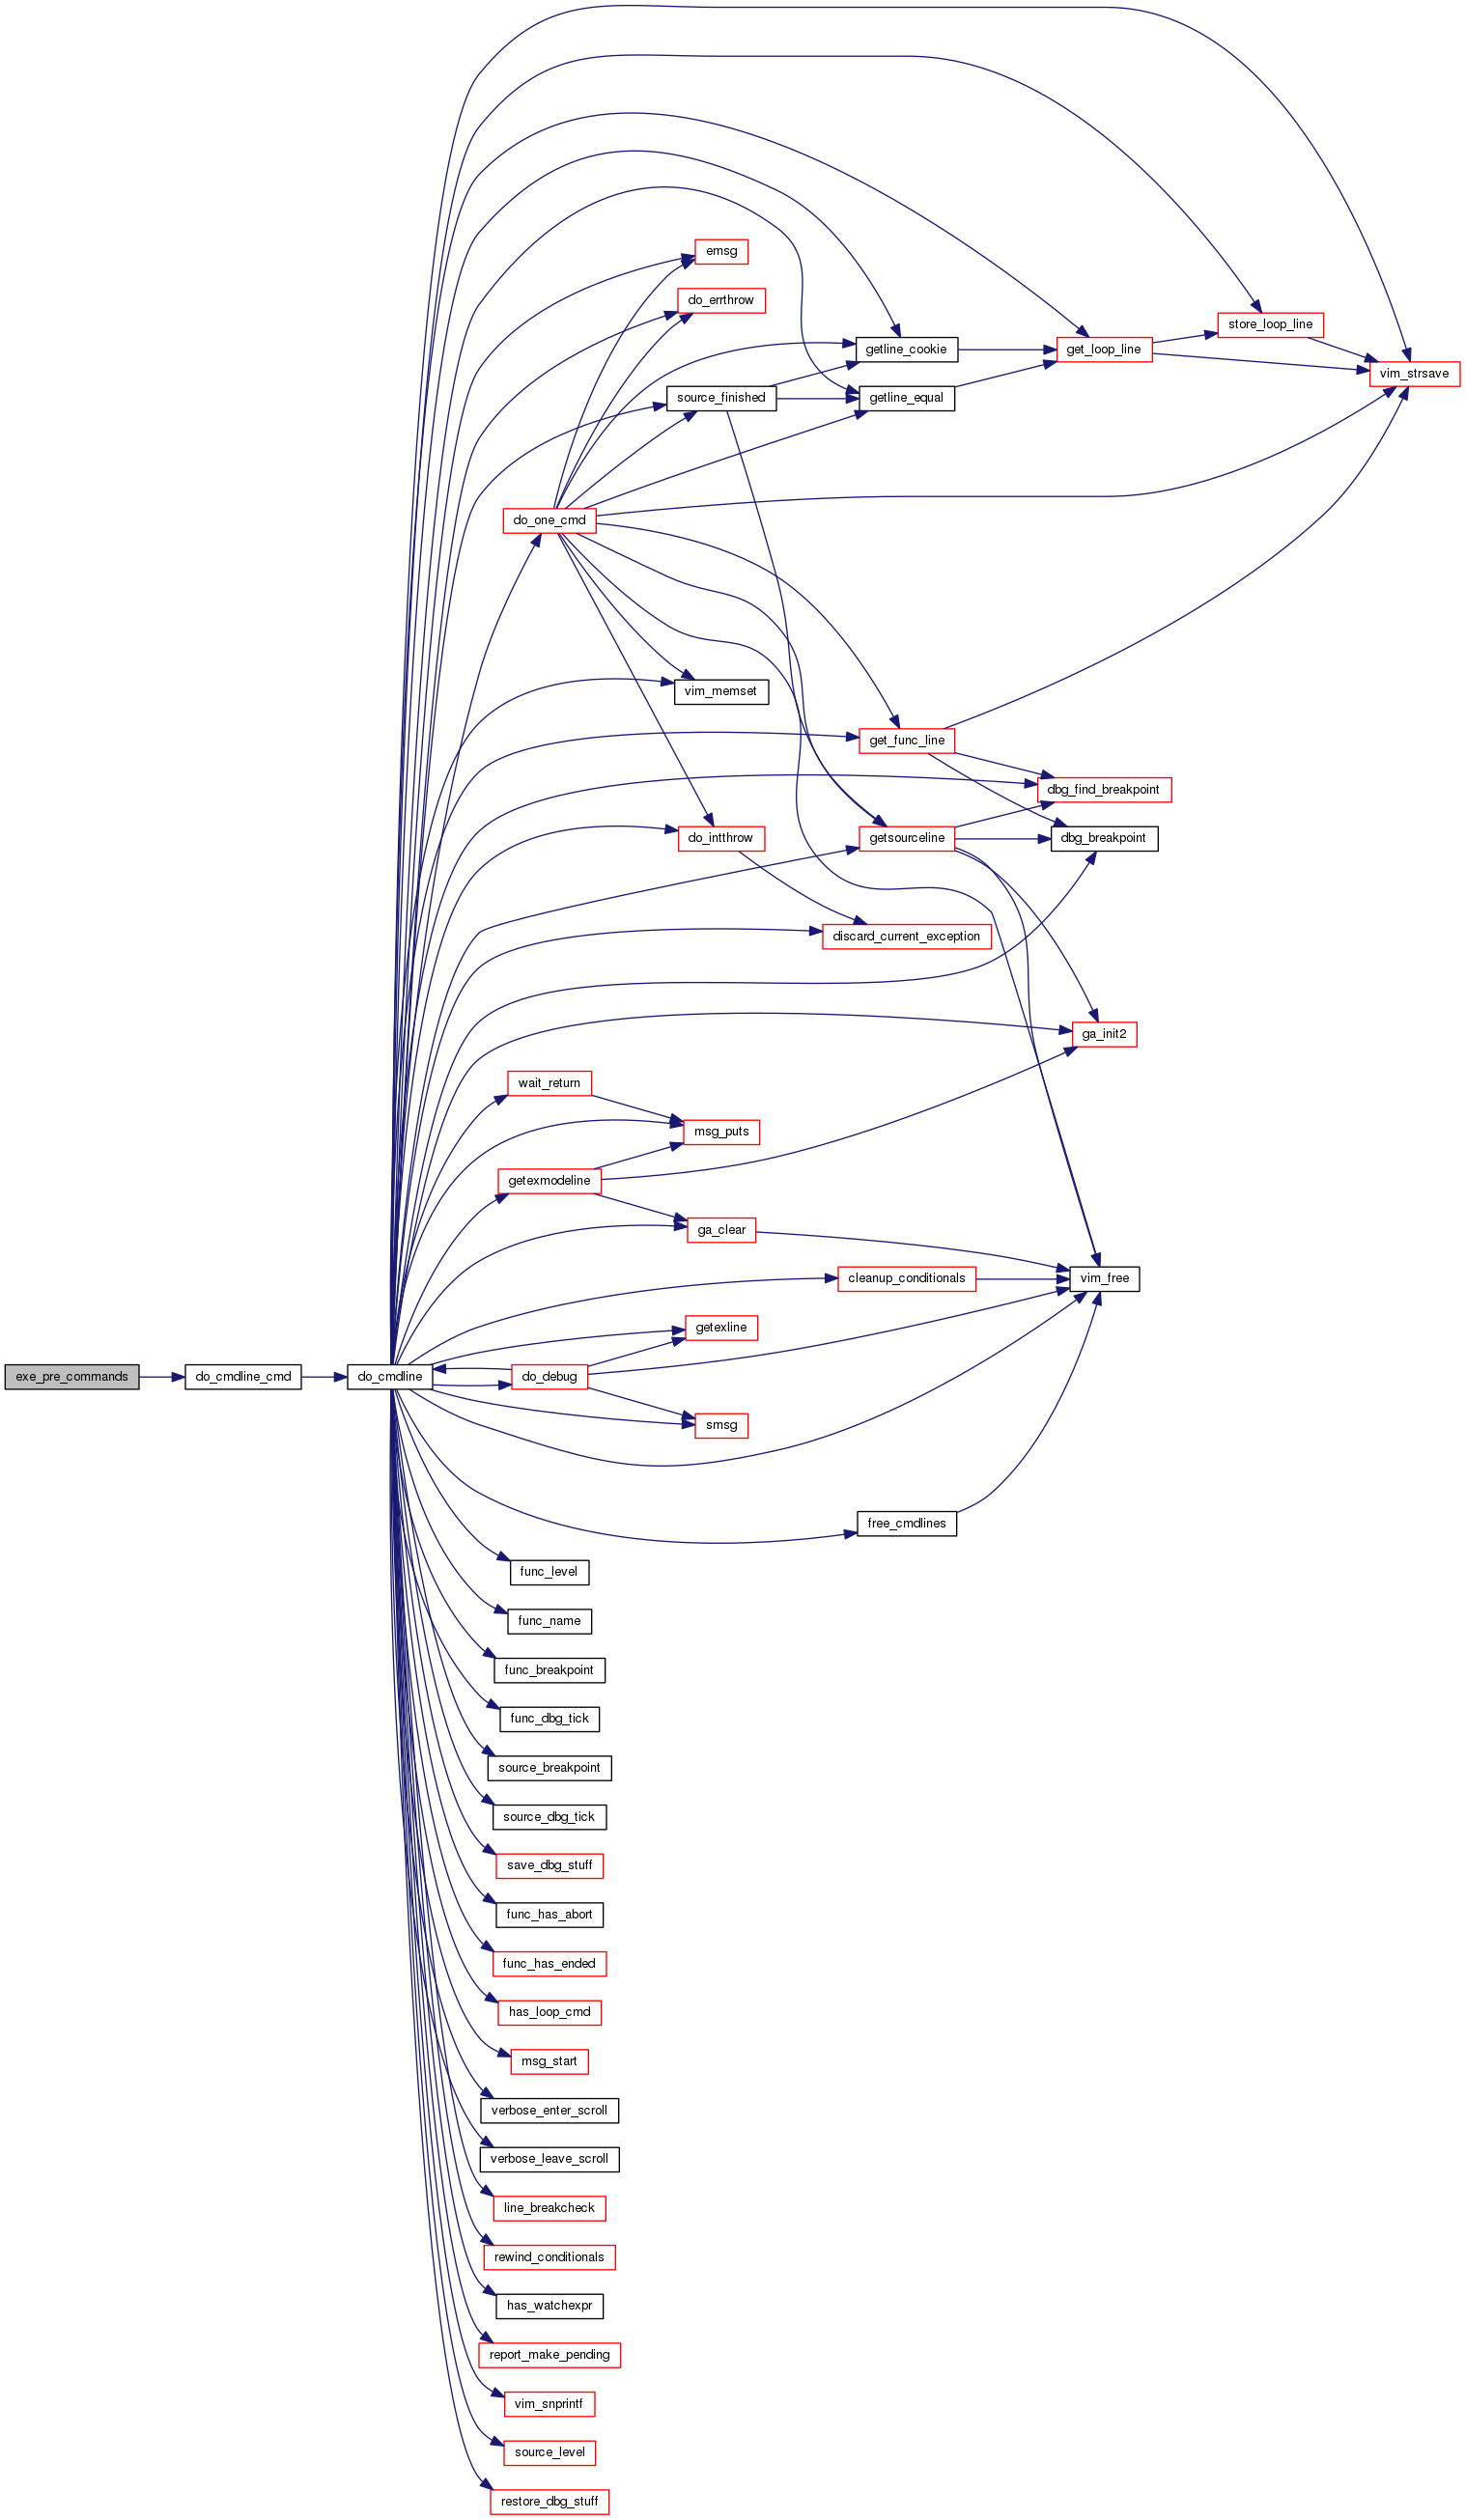 emsg
do_errthrow
store_loop_line
getline_cookie
get_loop_line
vim_strsave
source_finished
getline_equal
do_one_cmd
vim_memset
get_func_line
dbg_find_breakpoint
do_intthrow
getsourceline
dbg_breakpoint
discard_current_exception
ga_init2
wait_return
msg_puts
getexmodeline
ga_clear
cleanup_conditionals
vim_free
getexline
exe_pre_commands
do_cmdline_cmd
do_cmdline
do_debug
smsg
free_cmdlines
func_level
func_name
func_breakpoint
func_dbg_tick
source_breakpoint
source_dbg_tick
save_dbg_stuff
func_has_abort
func_has_ended
has_loop_cmd
msg_start
verbose_enter_scroll
verbose_leave_scroll
line_breakcheck
rewind_conditionals
has_watchexpr
report_make_pending
vim_snprintf
source_level
restore_dbg_stuff